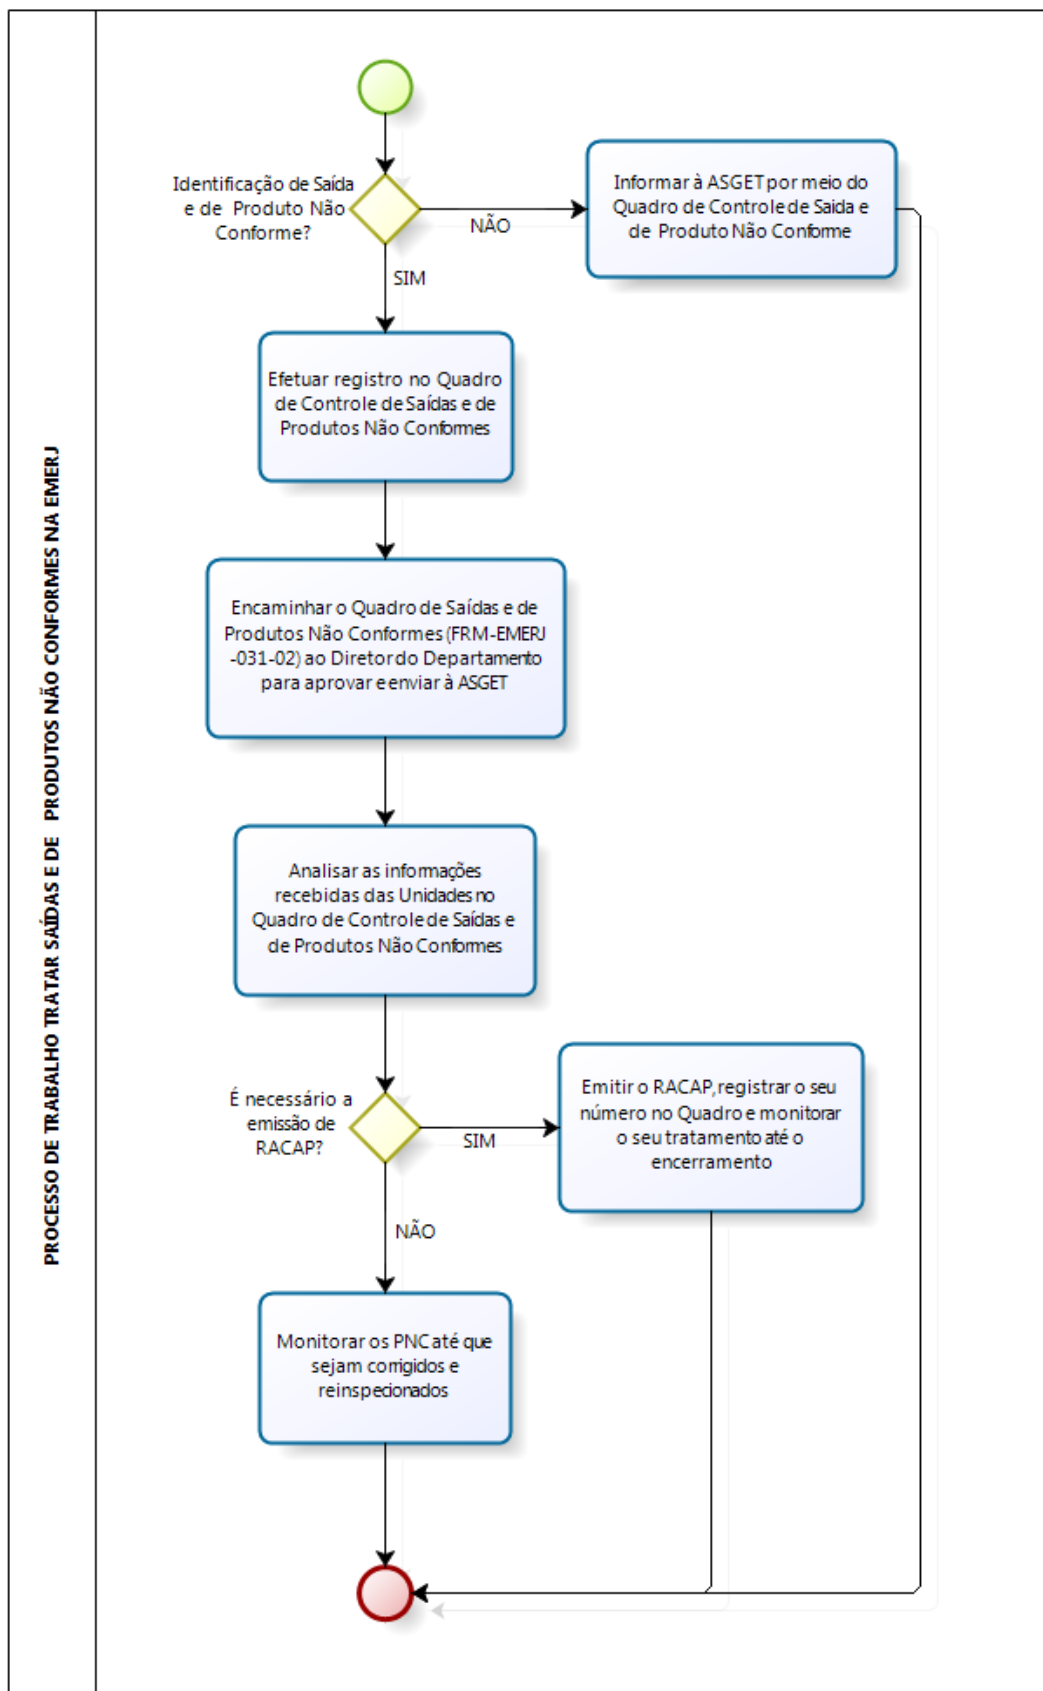 PROCESSO DE TRABALHO TRATAR SAÍDAS E DE PRODUTOS NÃO CONFORMES NA EMERJ
Identificação de Saída
e de Produto Não
Conforme?
NÃO
Informar à ASGET por meio do
Quadro de Controle de Saida e
de Produto Não Conforme
SIM
Efetuar registro no Quadro
de Controle de Saídas e de
Produtos Não Conformes
Encaminhar o Quadro de Saídas e de
Produtos Não Conformes (FRM-EMERJ
-031-02) ao Diretor do Departamento
para aprovar e enviar à ASGET
Analisar as informações
recebidas das Unidades no
Quadro de Controle de Saídas e
de Produtos Não Conformes
É necessário a
emissão de
RACAP?
SIM
Emitir o RACAP, registrar o seu
número no Quadro e monitorar
o seu tratamento até o
encerramento
NÃO
Monitorar os PNC até que
sejam corrigidos e
reinspecionados